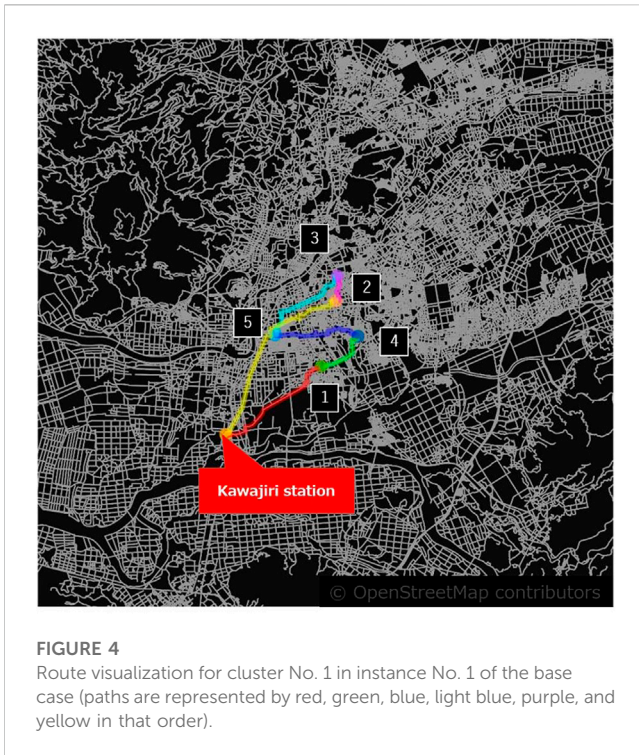 3
2
5
4
1
Kawajiri station
© OpenStreetMap contributors
FIGURE 4
Route visualization for cluster No. 1 in instance No. 1 of the base
case (paths are represented by red, green, blue, light blue, purple, and
yellow in that order).